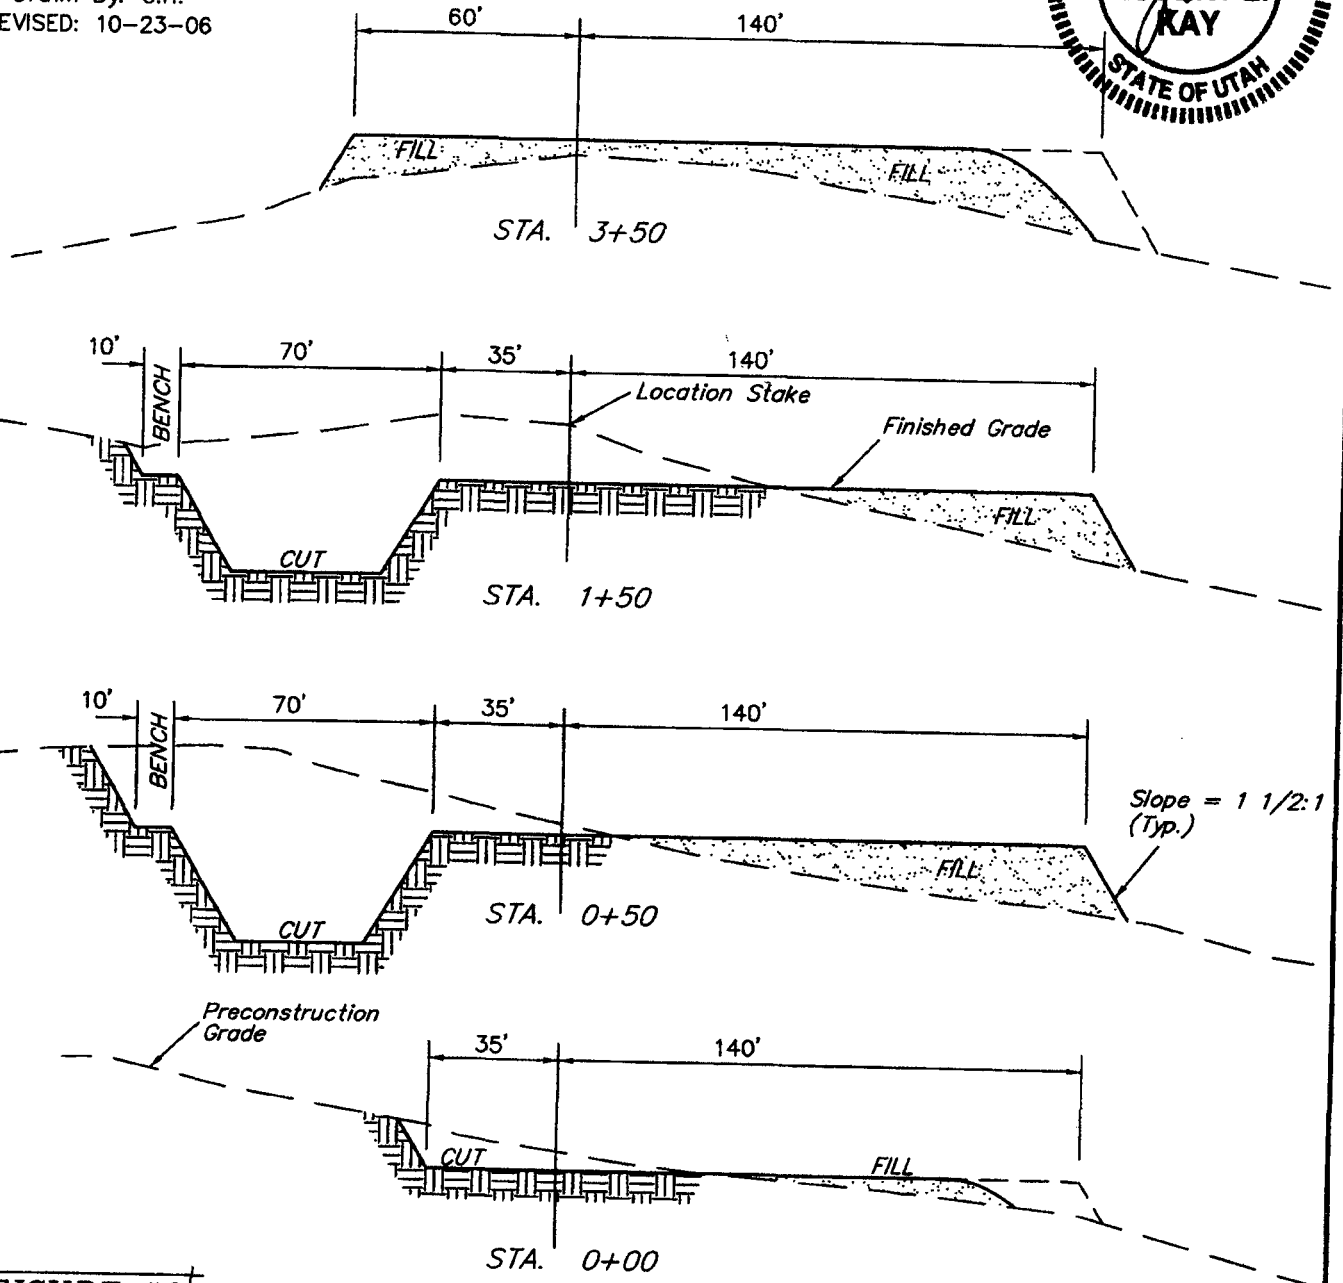 REVISED: 10-23-06
KAY
STATE OF UTAH
60' 140'
FILL FILL
STA. 3+50
10' 70' 35' 140'
BENCH
Location Stake
Finished Grade
FILL
CUT
STA. 1+50
10' 70' 35' 140'
BENCH
Slope = 1 1/2:1
(Typ.)
FILL
CUT
STA. 0+50
Preconstruction
Grade
35' 140'
CUT FILL
STA. 0+00